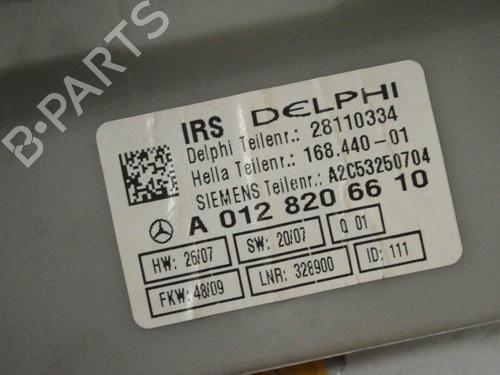 B-PARTS
IRS DELPHI
Delphi Teilenr.: 28110334
Hella Teilenr.: 168.440-01
SIEMENS Teilenr.: A2C53250704
A 012 820 66 10
HW: 26/07 SW: 20/07 Q 01
FKW: 48/09 LNR: 328900 ID: 111